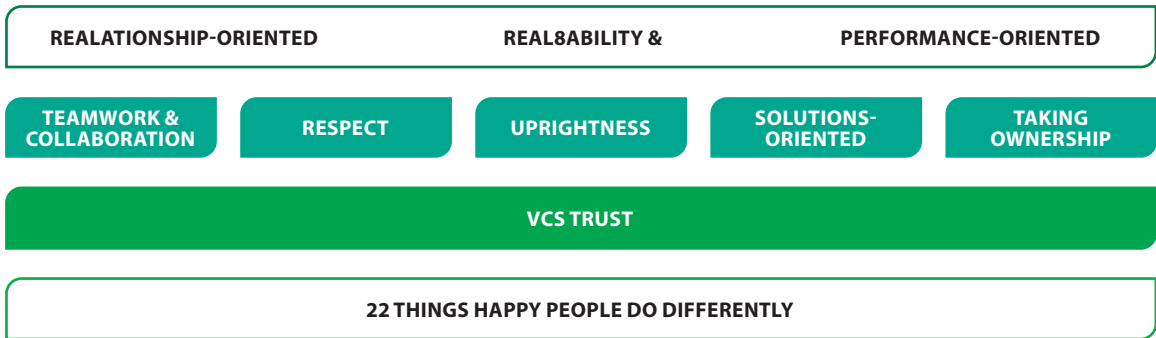 REALATIONSHIP-ORIENTED REAL8ABILITY & PERFORMANCE-ORIENTED
TEAMWORK &
COLLABORATION
RESPECT
UPRIGHTNESS
SOLUTIONS-
ORIENTED
TAKING
OWNERSHIP
VCS TRUST
22 THINGS HAPPY PEOPLE DO DIFFERENTLY